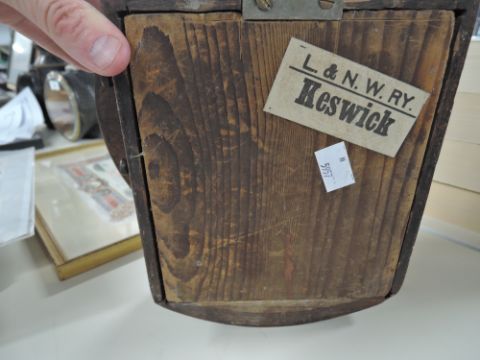 L. & N. W. RY.
Keswick